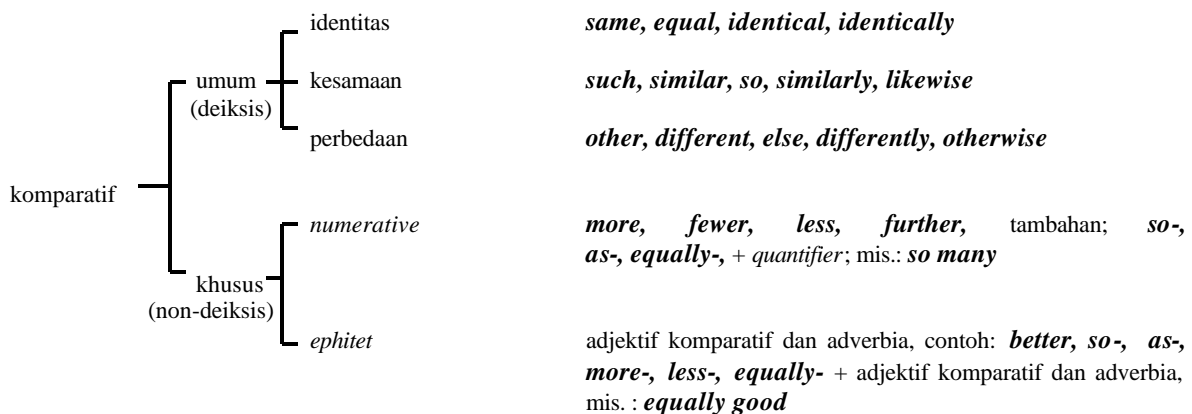 identitas same, equal, identical, identically
umum kesamaan such, similar, so, similarly, likewise
(deiksis)
perbedaan other, different, else, differently, otherwise
komparatif
numerative more, fewer, less, further, tambahan; so-,
as-, equally-, + quantifier; mis.: so many
khusus
(non-deiksis)
ephitet adjektif komparatif dan adverbia, contoh: better, so-, as-,
more-, less-, equally- + adjektif komparatif dan adverbia,
mis. : equally good